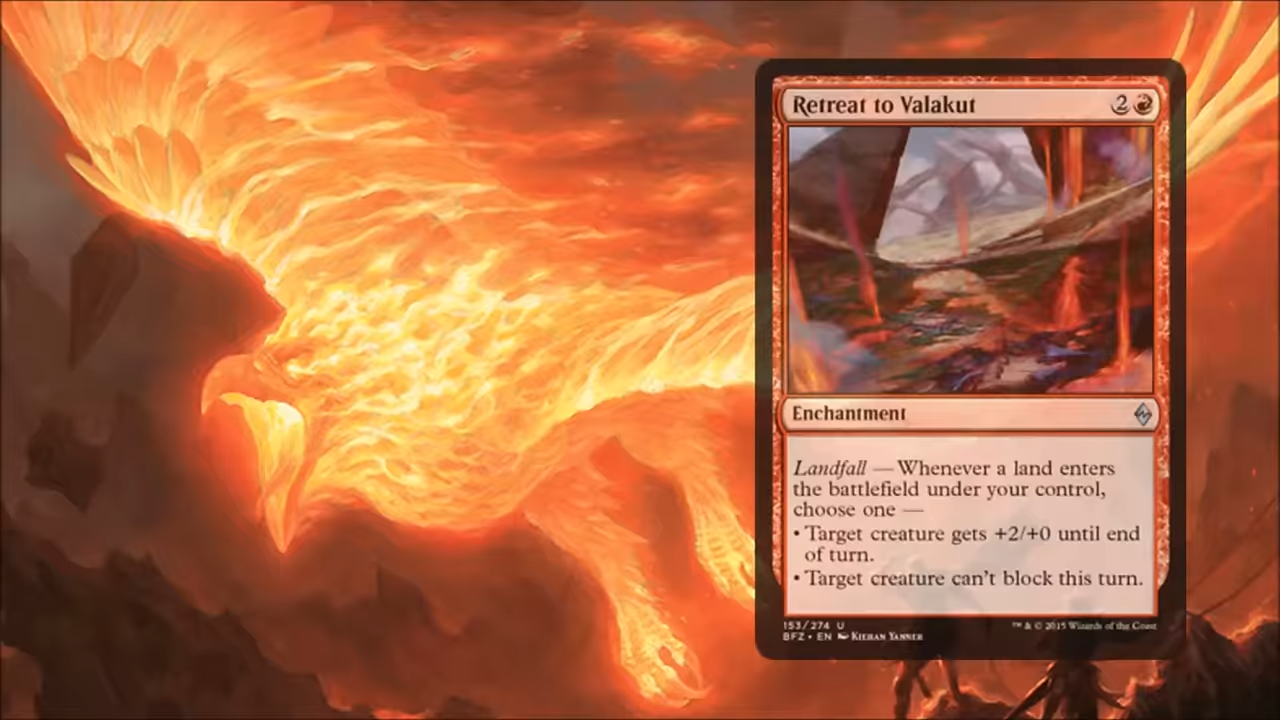 Retreat to Valakut 2
Enchantment
Landfall — Whenever a land enters
the battlefield under your control,
choose one —
• Target creature gets +2/+0 until end
of turn.
• Target creature can't block this turn.
153/274 U
™ & © 2015 Wizards of the Coast
BFZ • EN Kieran Yanner